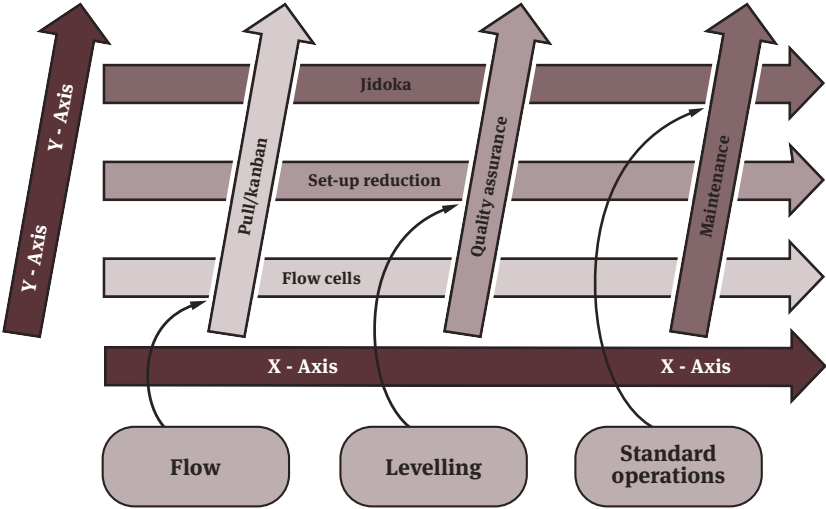 Y - Axis
Y - Axis
Jidoka
Set-up reduction
Flow cells
Pull/kanban
Quality assurance
Maintenance
X - Axis
X - Axis
Flow
Levelling
Standard
operations